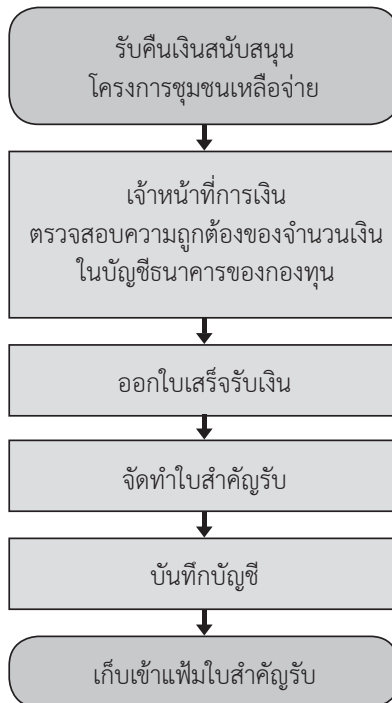 รับคืนเงินสนับสนุน
โครงการชุมชนเหลือจ่าย
เจ้าหน้าที่การเงิน
ตรวจสอบความถูกต้องของจำนวนเงิน
ในบัญชีธนาคารของกองทุน
ออกใบเสร็จรับเงิน
จัดทำใบสำคัญรับ
บันทึกบัญชี
เก็บเข้าแฟ้มใบสำคัญรับ